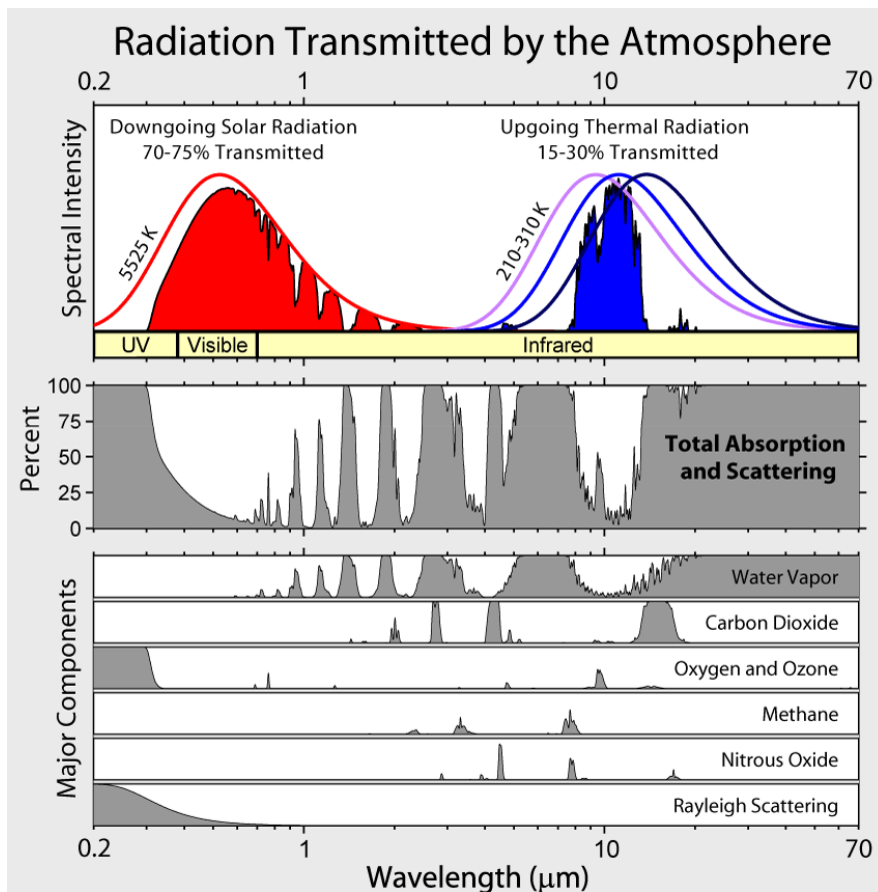 Radiation Transmitted by the Atmosphere
0.2 1 10 70
Spectral Intensity
Downgoing Solar Radiation
70-75% Transmitted
Upgoing Thermal Radiation
15-30% Transmitted
5525 K
210-310 K
UV Visible Infrared
Percent
100
75
50
25
0
Total Absorption
and Scattering
Major Components
Water Vapor
Carbon Dioxide
Oxygen and Ozone
Methane
Nitrous Oxide
Rayleigh Scattering
0.2 1 10 70
Wavelength (μm)